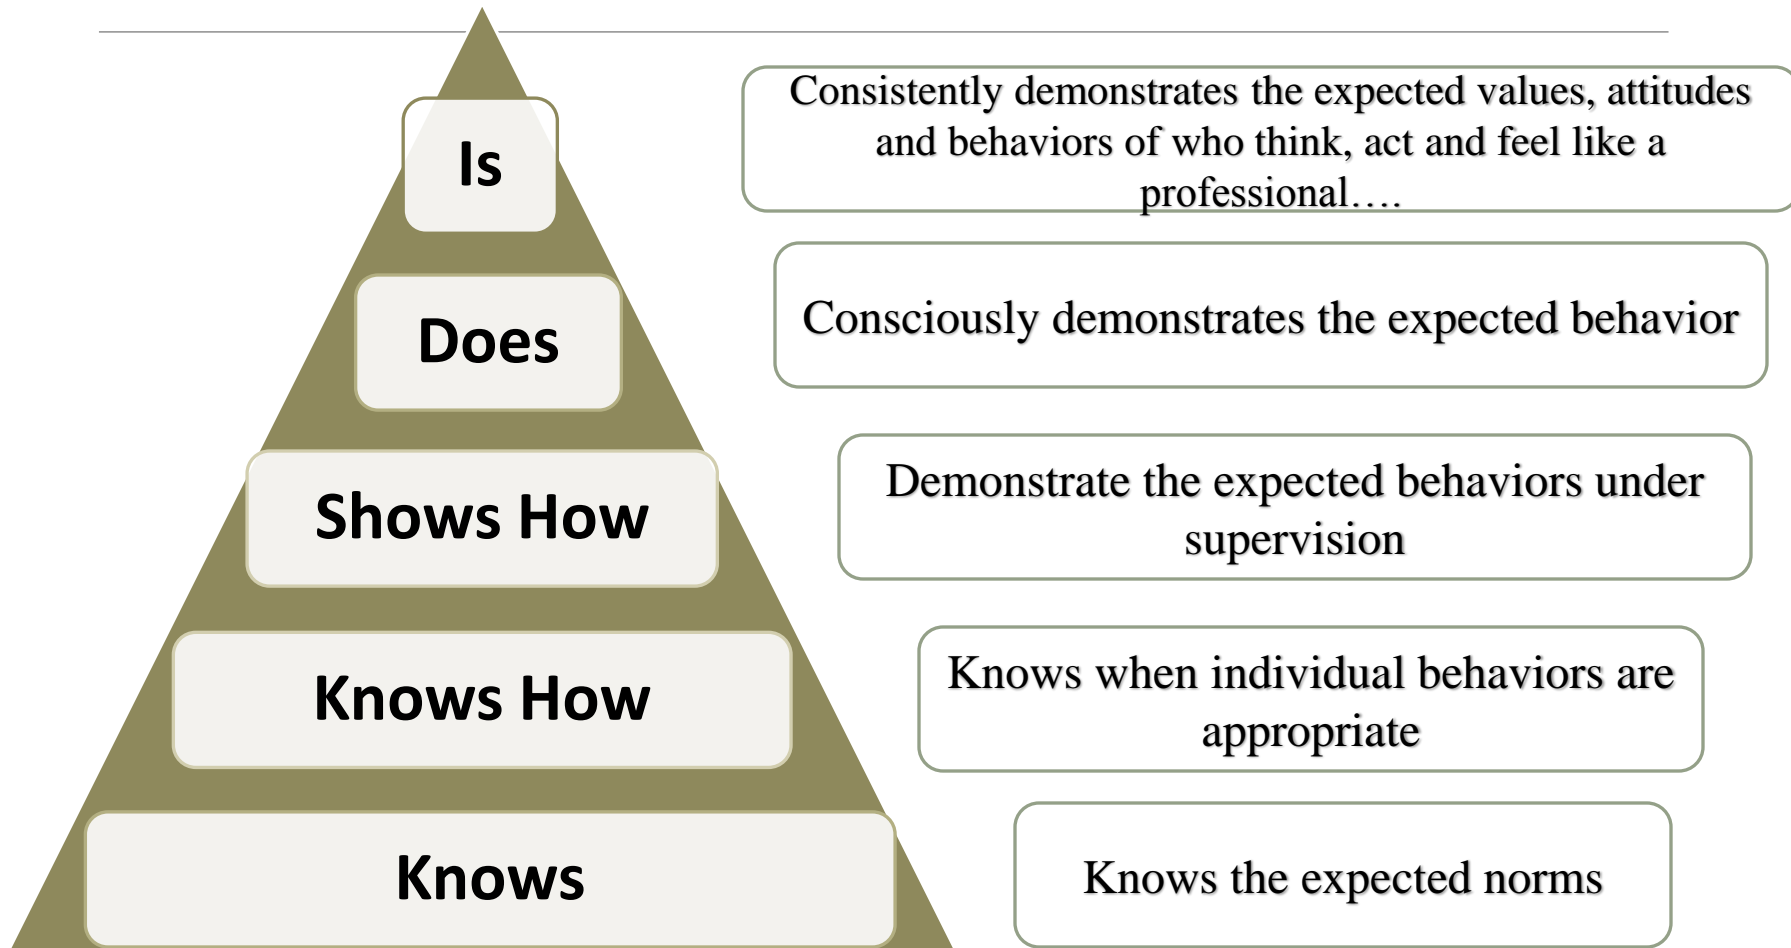 Is
Consistently demonstrates the expected values, attitudes
and behaviors of who think, act and feel like a
professional….
Does
Consciously demonstrates the expected behavior
Shows How
Demonstrate the expected behaviors under
supervision
Knows How
Knows when individual behaviors are
appropriate
Knows
Knows the expected norms